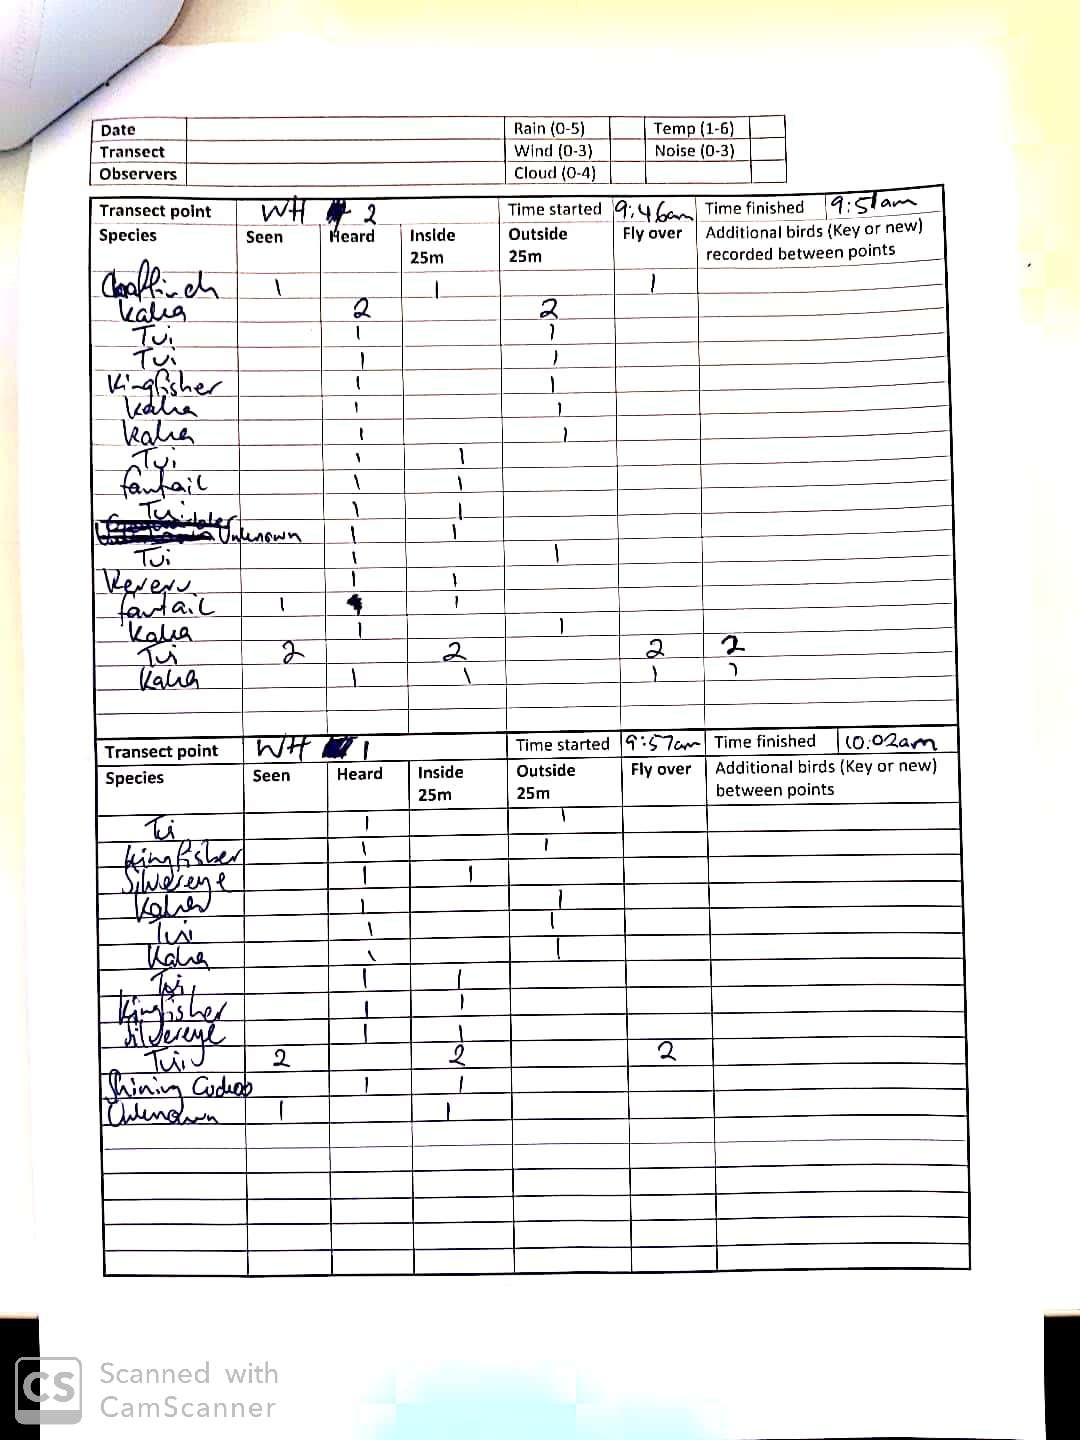 Date Rain (0-5) Temp (1-6)
Transect Wind (0-3) Noise (0-3)
Observers Cloud (0-4)
Transect point WH 2 Time started 9:46am Time finished 9:51am
Species Seen Heard Inside 25m Outside 25m Fly over Additional birds (Key or new) recorded between points
Chaffinch 1 1 1
Kaka 2 2
Tui 1 1
Tui 1 1
Kingfisher 1 1
Kaka 1 1
Kaka 1 1
Tui 1 1
fantail 1 1
Tui 1 1
Unknown 1 1
Tui 1 1
Kereru 1 1
fantail 1 1
Kaka 1 1
Tui 2 2 2 2
Kaka 1 1 1 1
Transect point WH 1 Time started 9:57am Time finished 10.02am
Species Seen Heard Inside 25m Outside 25m Fly over Additional birds (Key or new) between points
Tui 1 1
Kingfisher 1 1
Silvereye 1 1
Kaka 1 1
Tui 1 1
Kaka 1 1
Tui 1 1
Kingfisher 1 1
Silvereye 1 1
Tui 2 2 2
Shining Cuckoo 1 1
Unknown 1 1
CS Scanned with
CamScanner